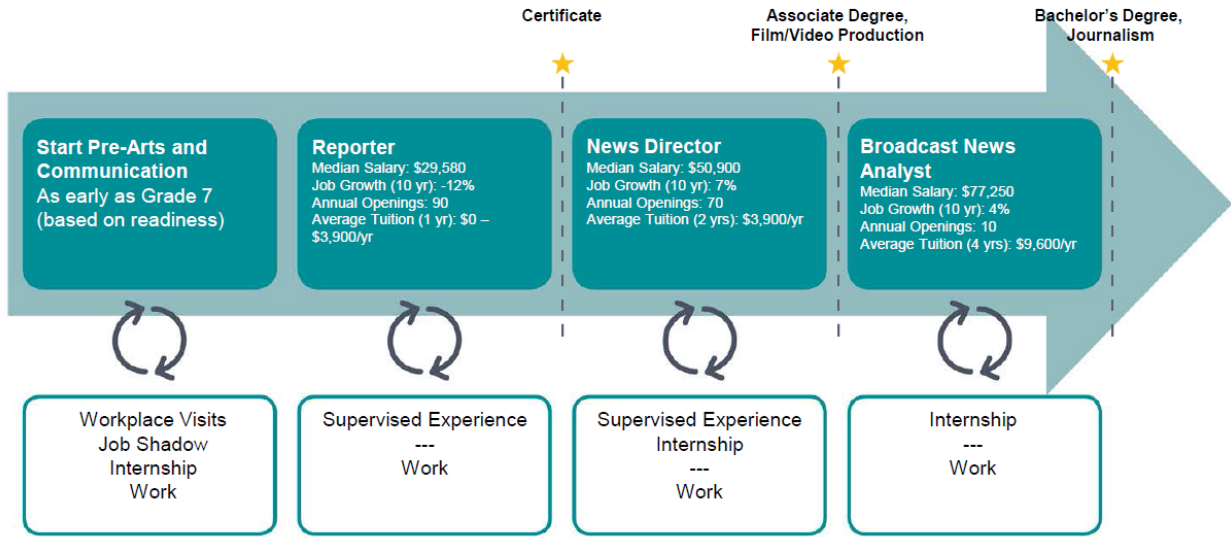 Certificate
Associate Degree,
Film/Video Production
Bachelor's Degree,
Journalism
Start Pre-Arts and
Communication
As early as Grade 7
(based on readiness)
Reporter
Median Salary: $29,580
Job Growth (10 yr): -12%
Annual Openings: 90
Average Tuition (1 yr): $0 –
$3,900/yr
News Director
Median Salary: $50,900
Job Growth (10 yr): 7%
Annual Openings: 70
Average Tuition (2 yrs): $3,900/yr
Broadcast News
Analyst
Median Salary: $77,250
Job Growth (10 yr): 4%
Annual Openings: 10
Average Tuition (4 yrs): $9,600/yr
Workplace Visits
Job Shadow
Internship
Work
Supervised Experience
---
Work
Supervised Experience
Internship
---
Work
Internship
---
Work